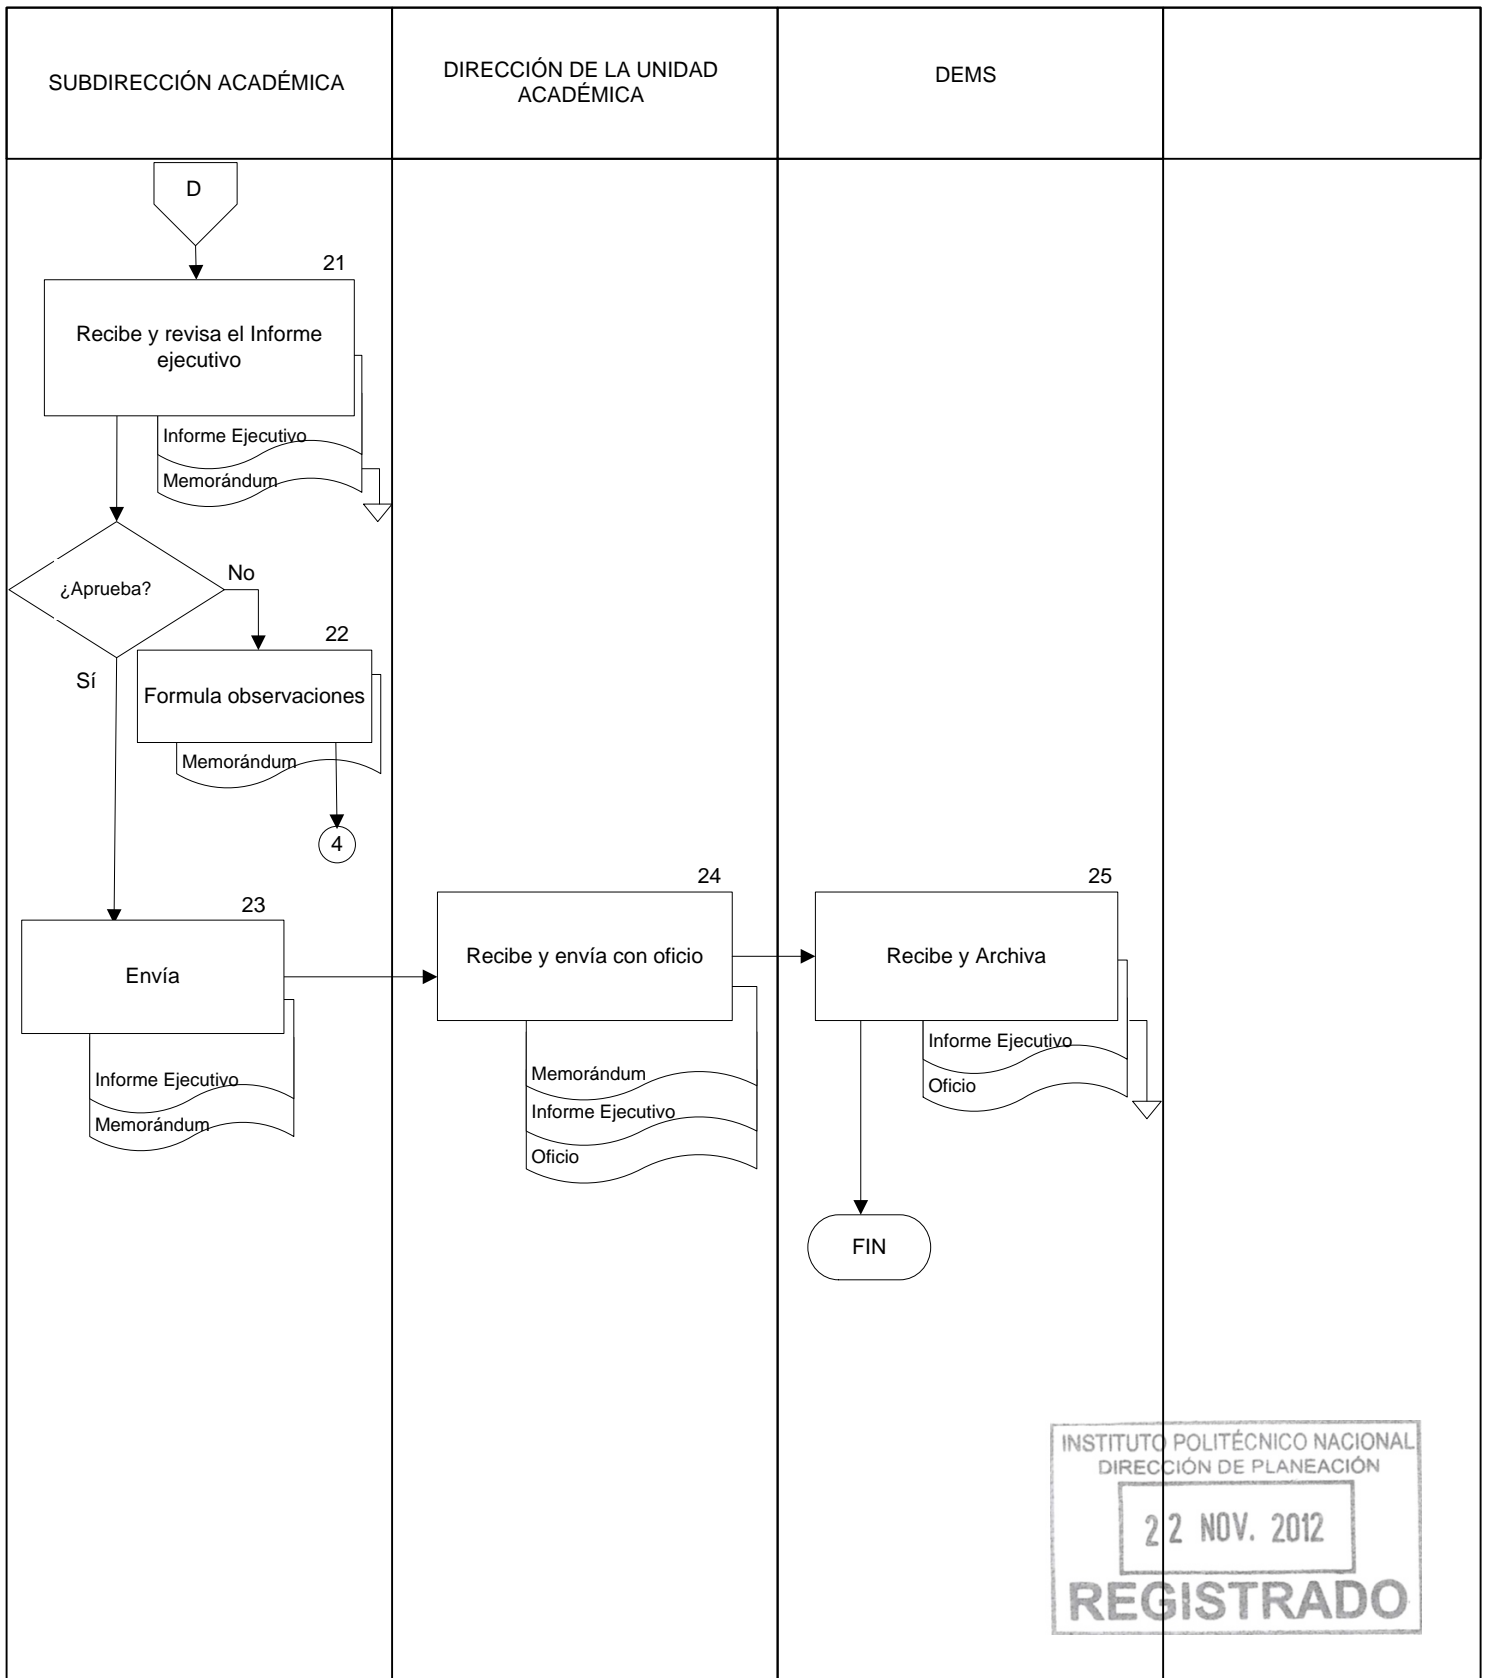 SUBDIRECCIÓN ACADÉMICA
DIRECCIÓN DE LA UNIDAD
ACADÉMICA
DEMS
D
21
Recibe y revisa el Informe
ejecutivo
Informe Ejecutivo
Memorándum
¿Aprueba?
No
22
Sí
Formula observaciones
Memorándum
4
23
Envía
Informe Ejecutivo
Memorándum
24
Recibe y envía con oficio
Memorándum
Informe Ejecutivo
Oficio
25
Recibe y Archiva
Informe Ejecutivo
Oficio
FIN
INSTITUTO POLITÉCNICO NACIONAL
DIRECCIÓN DE PLANEACIÓN
22 NOV. 2012
REGISTRADO